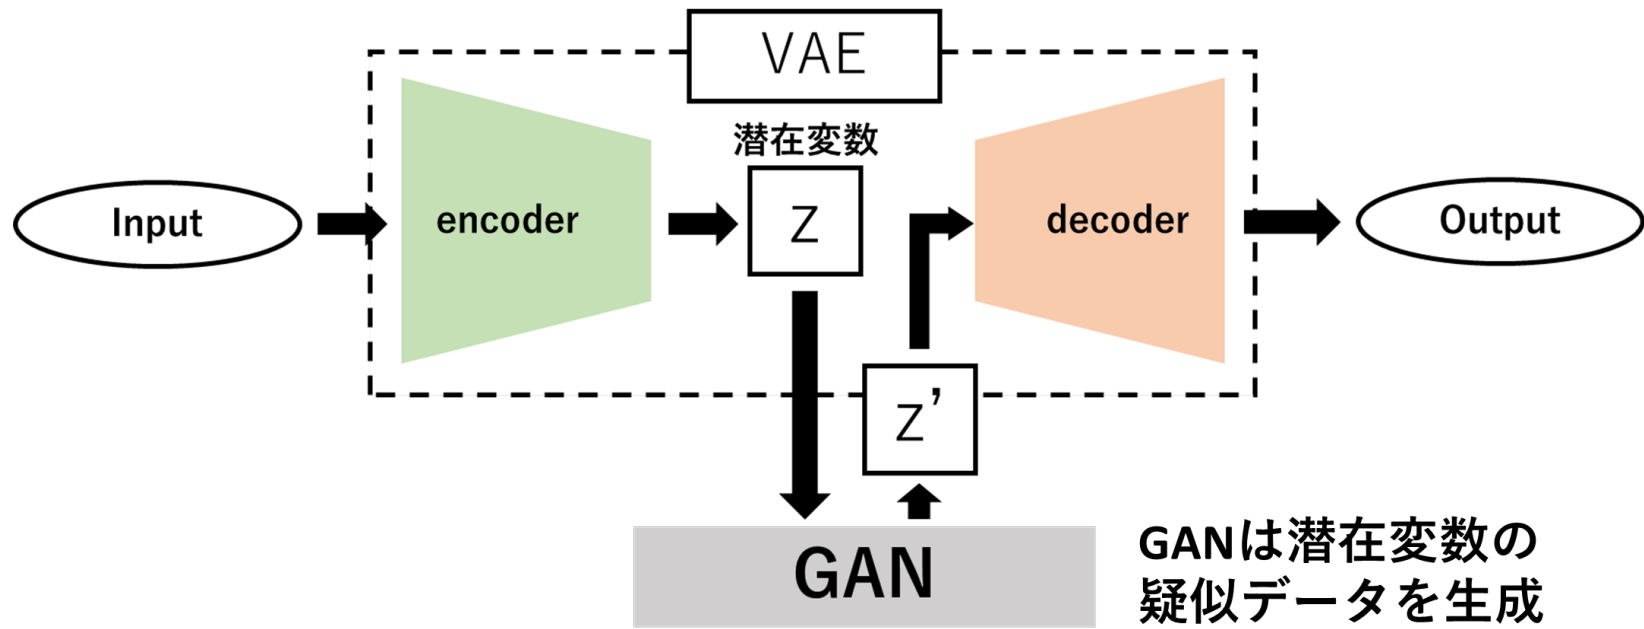 VAE
潜在変数
Input
encoder
Z
decoder
Output
Z’
GAN
GANは潜在変数の
疑似データを生成